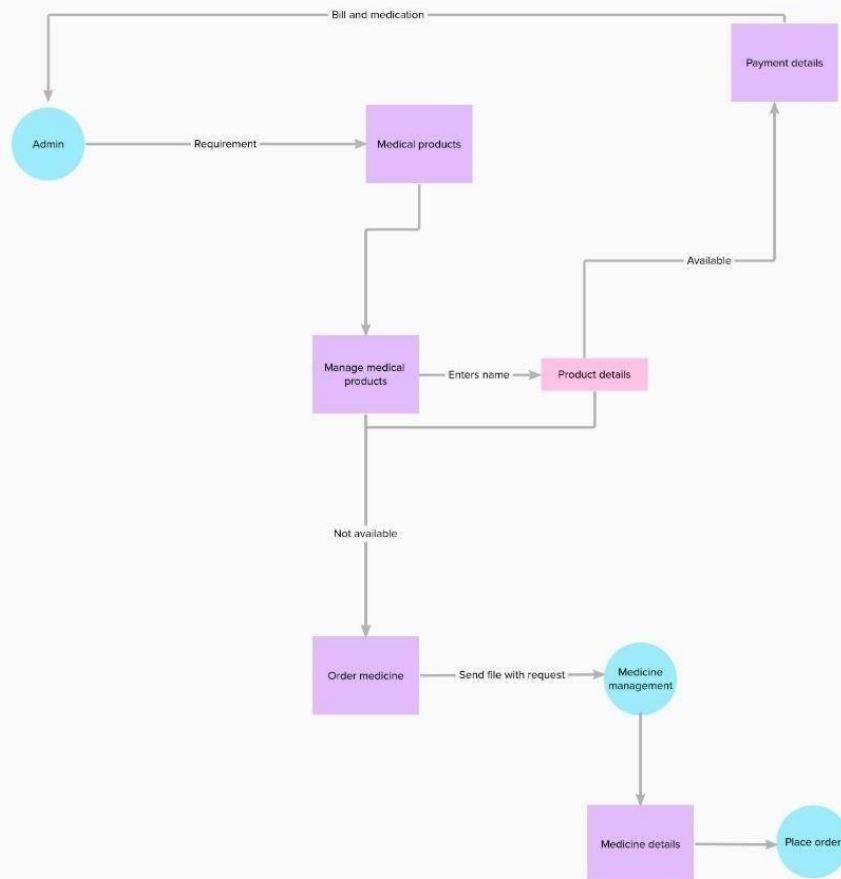 Bill and medication
Payment details
Admin
Requirement
Medical products
Available
Manage medical
products
Enters name
Product details
Not available
Order medicine
Send file with request
Medicine
management
Medicine details
Place order